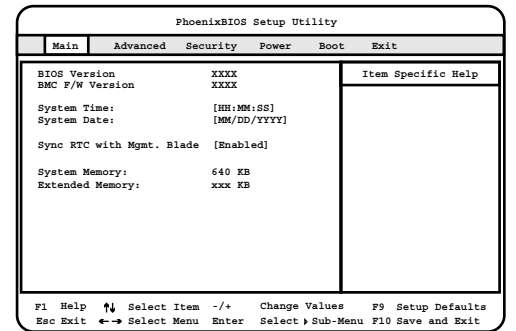 PhoenixBIOS Setup Utility
Main Advanced Security Power Boot Exit
BIOS Version XXXX
BMC F/W Version XXXX
System Time: [HH:MM:SS]
System Date: [MM/DD/YYYY]
Sync RTC with Mgmt. Blade [Enabled]
System Memory: 640 KB
Extended Memory: xxx KB
Item Specific Help
F1 Help ↑↓ Select Item -/+ Change Values F9 Setup Defaults
Esc Exit ←→ Select Menu Enter Select ▶ Sub-Menu F10 Save and Exit